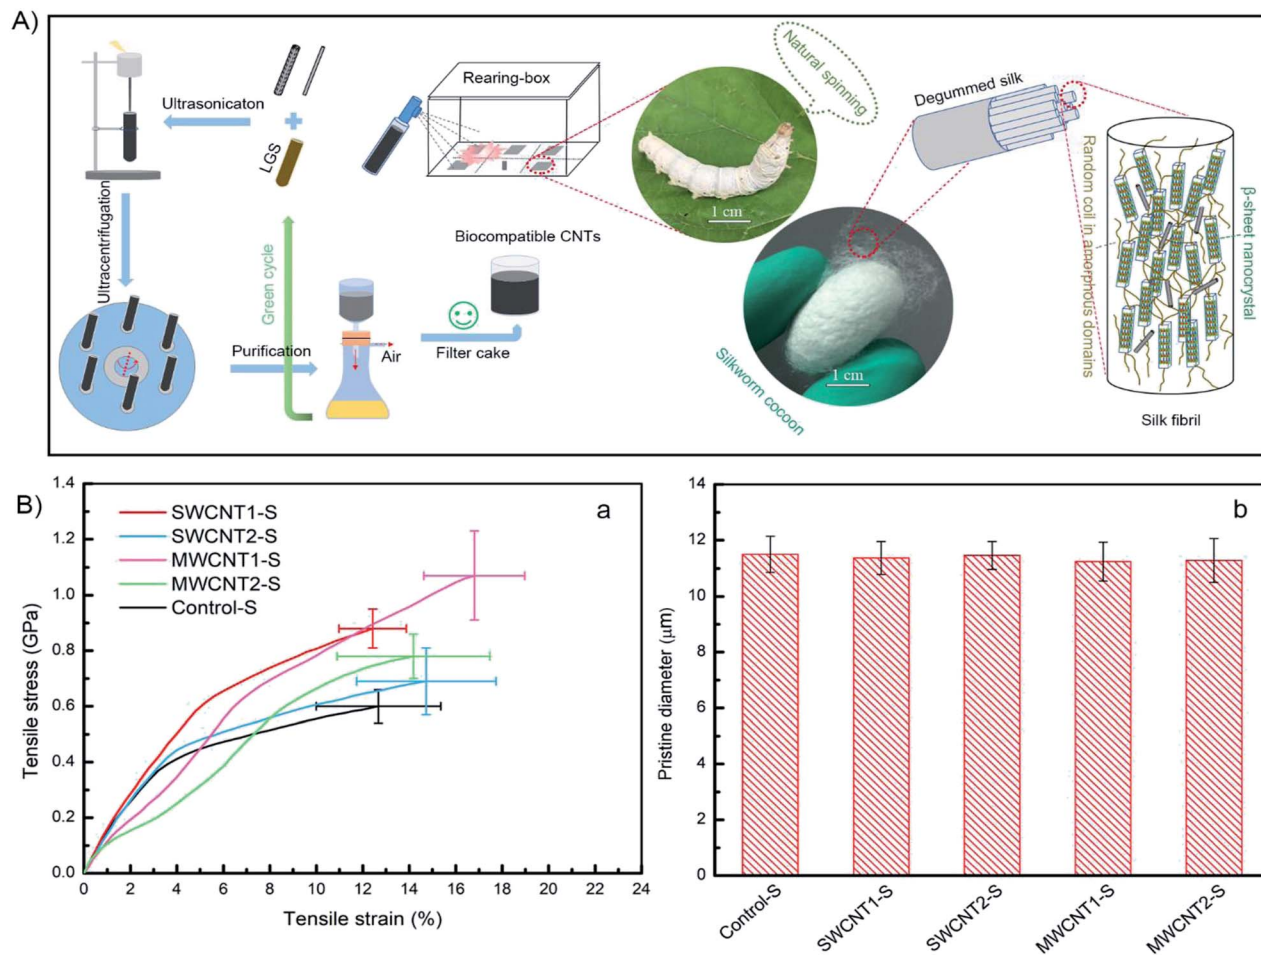 A)
Ultrasonicaton
LGS
Ultracentrifugation
Green cycle
Purification
Air
Filter cake
Biocompatible CNTs
Rearing-box
Natural spinning
1 cm
Silkworm cocoon
1 cm
Degummed silk
Random coil in amorphous domains
β-sheet nanocrystal
Silk fibril
B)
a
SWCNT1-S
SWCNT2-S
MWCNT1-S
MWCNT2-S
Control-S
Tensile stress (GPa)
1.4
1.2
1.0
0.8
0.6
0.4
0.2
0.0
0 2 4 6 8 10 12 14 16 18 20 22 24
Tensile strain (%)
b
Pristine diameter (μm)
14
12
10
8
6
4
2
0
Control-S
SWCNT1-S
SWCNT2-S
MWCNT1-S
MWCNT2-S